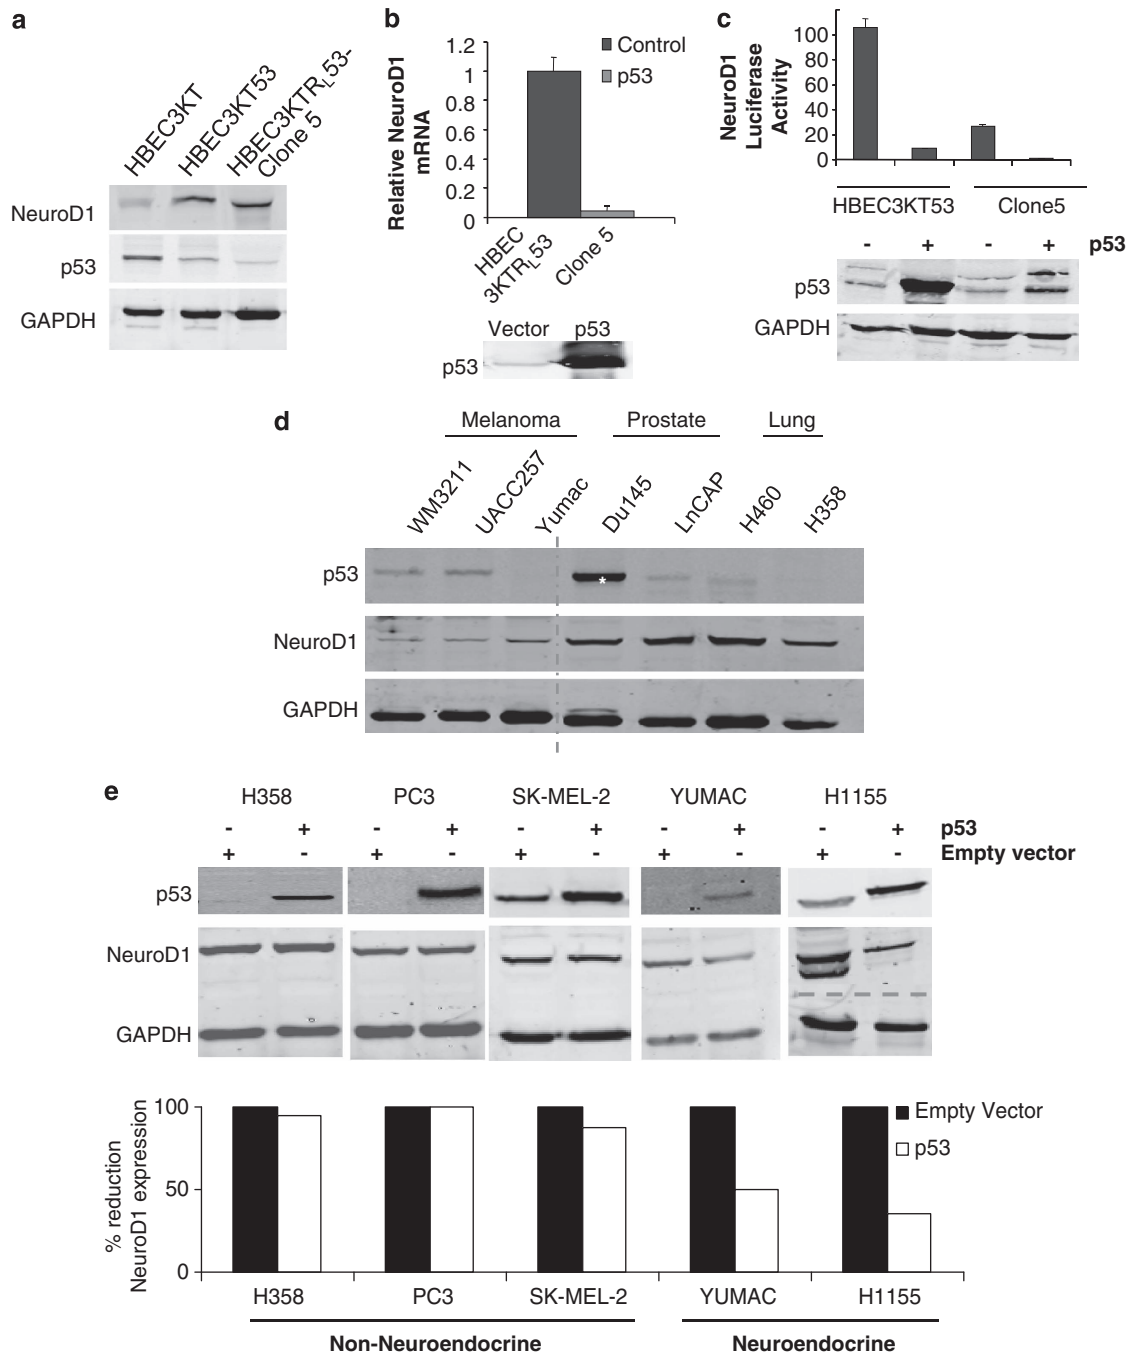 a
HBEC3KT
HBEC3KT53
HBEC3KTRL53-
Clone 5
NeuroD1
p53
GAPDH
b
Relative NeuroD1
mRNA
1.2
1
0.8
0.6
0.4
0.2
0
Control
p53
HBEC
3KTRL53
Clone 5
Vector p53
p53
c
NeuroD1
Luciferase
Activity
100
80
60
40
20
0
HBEC3KT53 Clone5
- + - + p53
p53
GAPDH
d
Melanoma Prostate Lung
WM3211
UACC257
Yumac
Du145
LnCAP
H460
H358
p53
*
NeuroD1
GAPDH
e
H358 PC3 SK-MEL-2 YUMAC H1155
- + - + - + - + - + p53
+ - + - + - + - + - Empty vector
p53
NeuroD1
GAPDH
% reduction
NeuroD1 expression
100
50
0
Empty Vector
p53
H358 PC3 SK-MEL-2 YUMAC H1155
Non-Neuroendocrine Neuroendocrine